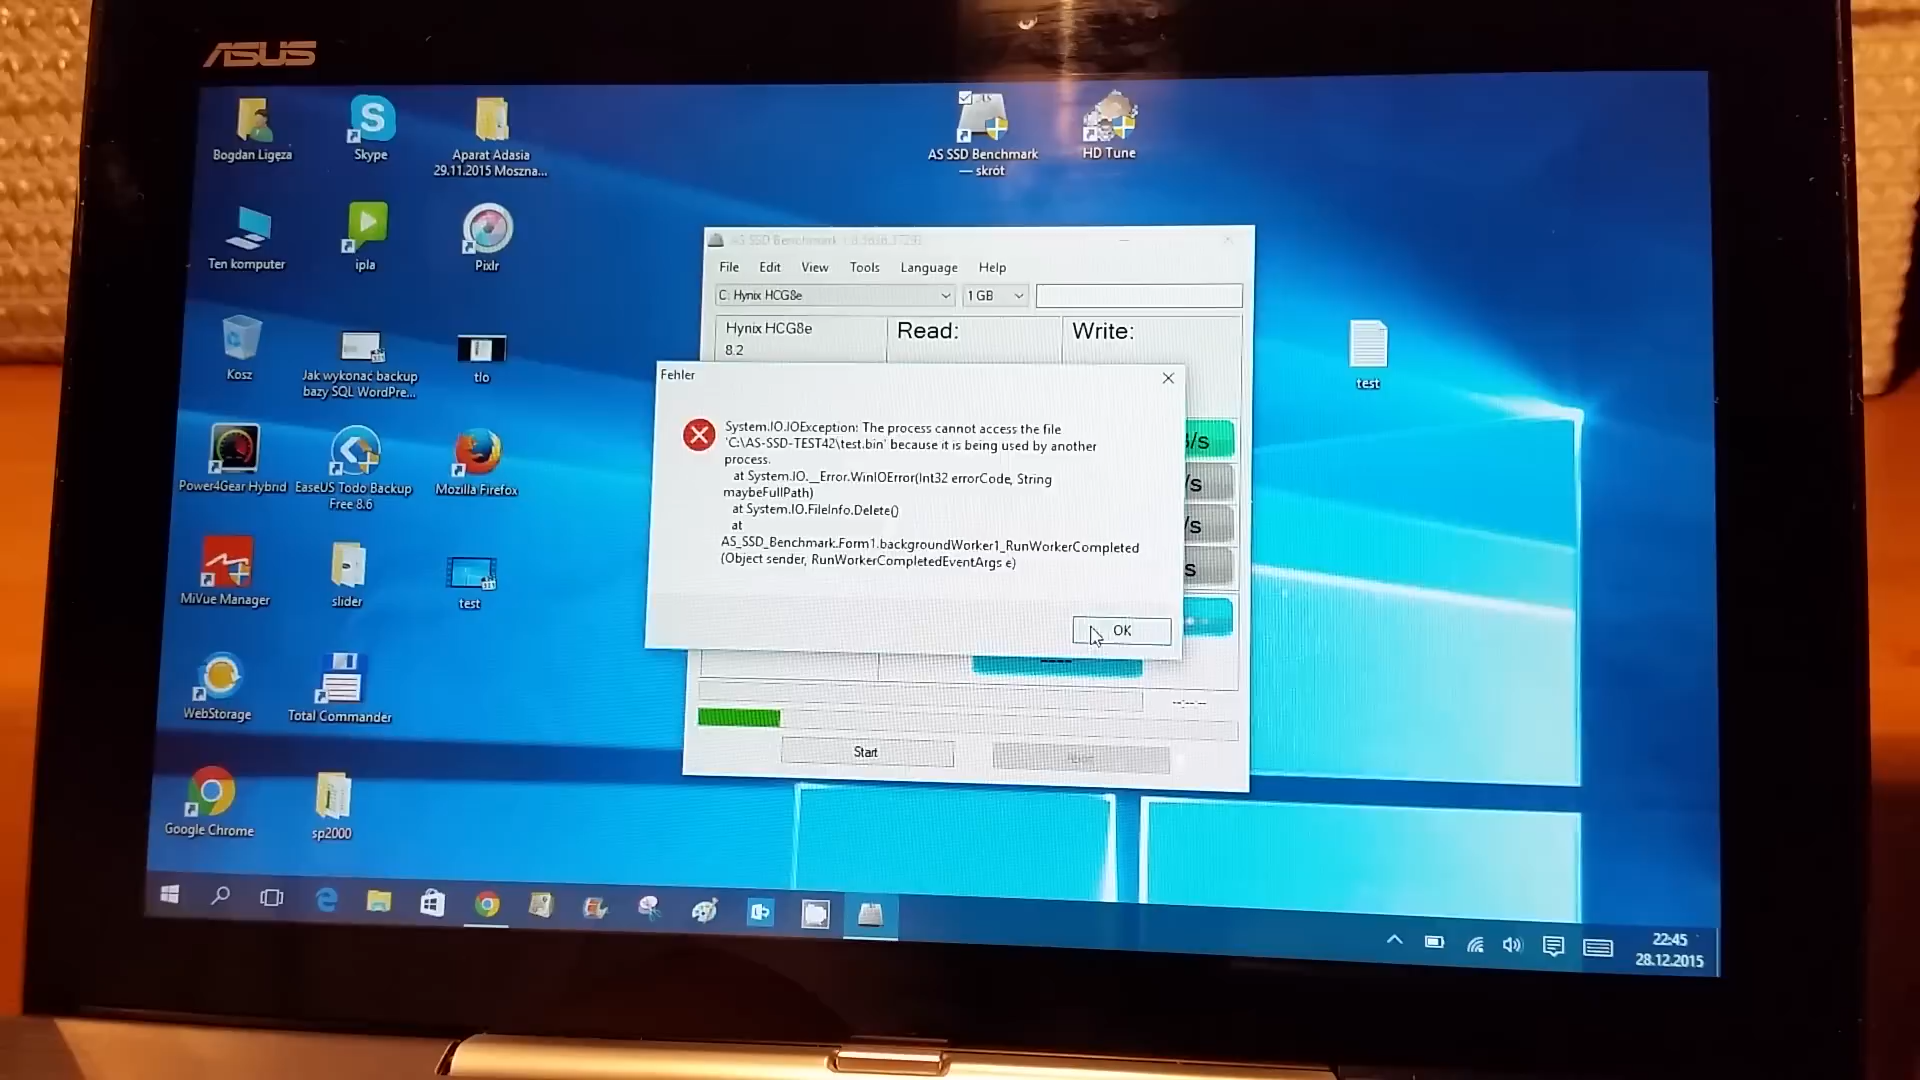 ASUS
Bogdan Ligęza
Skype
Aparat Adasia
29.11.2015 Moszna...
AS SSD Benchmark
— skrót
HD Tune
Ten komputer
ipla
Pixlr
Kosz
Jak wykonać backup
bazy SQL WordPre...
tlo
test
Power4Gear Hybrid
EaseUS Todo Backup
Free 8.6
Mozilla Firefox
MiVue Manager
slider
test
WebStorage
Total Commander
Google Chrome
sp2000
AS SSD Benchmark
File Edit View Tools Language Help
C: Hynix HCG8e
1 GB
Hynix HCG8e
8.2
Read:
Write:
Fehler
System.IO.IOException: The process cannot access the file
'C:\AS-SSD-TEST42\test.bin' because it is being used by another
process.
at System.IO.__Error.WinIOError(Int32 errorCode, String
maybeFullPath)
at System.IO.FileInfo.Delete()
at
AS_SSD_Benchmark.Form1.backgroundWorker1_RunWorkerCompleted
(Object sender, RunWorkerCompletedEventArgs e)
OK
/s
/s
/s
s
----
--:--:--
Start
22:45
28.12.2015